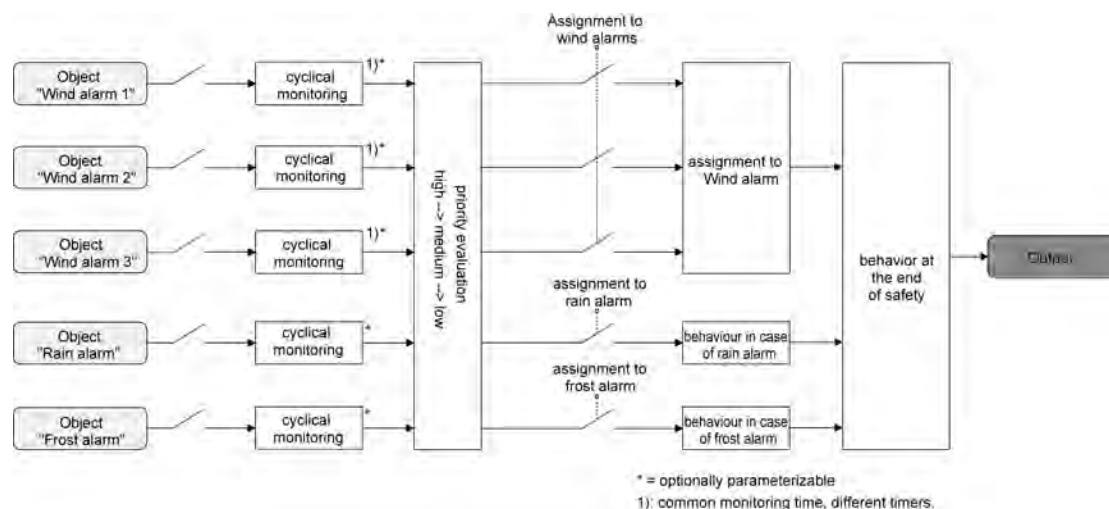 Assignment to
wind alarms
Object
"Wind alarm 1"
cyclical
monitoring
1)*
Object
"Wind alarm 2"
cyclical
monitoring
1)*
Object
"Wind alarm 3"
cyclical
monitoring
1)*
Object
"Rain alarm"
cyclical
monitoring
*
Object
"Frost alarm"
cyclical
monitoring
*
priority evaluation
high --> medium --> low
assignment to
rain alarm
assignment to
frost alarm
assignment to
Wind alarm
behaviour in case
of rain alarm
behaviour in case
of frost alarm
behavior at
the end
of safety
Output
* = optionally parameterizable
1): common monitoring time, different timers.